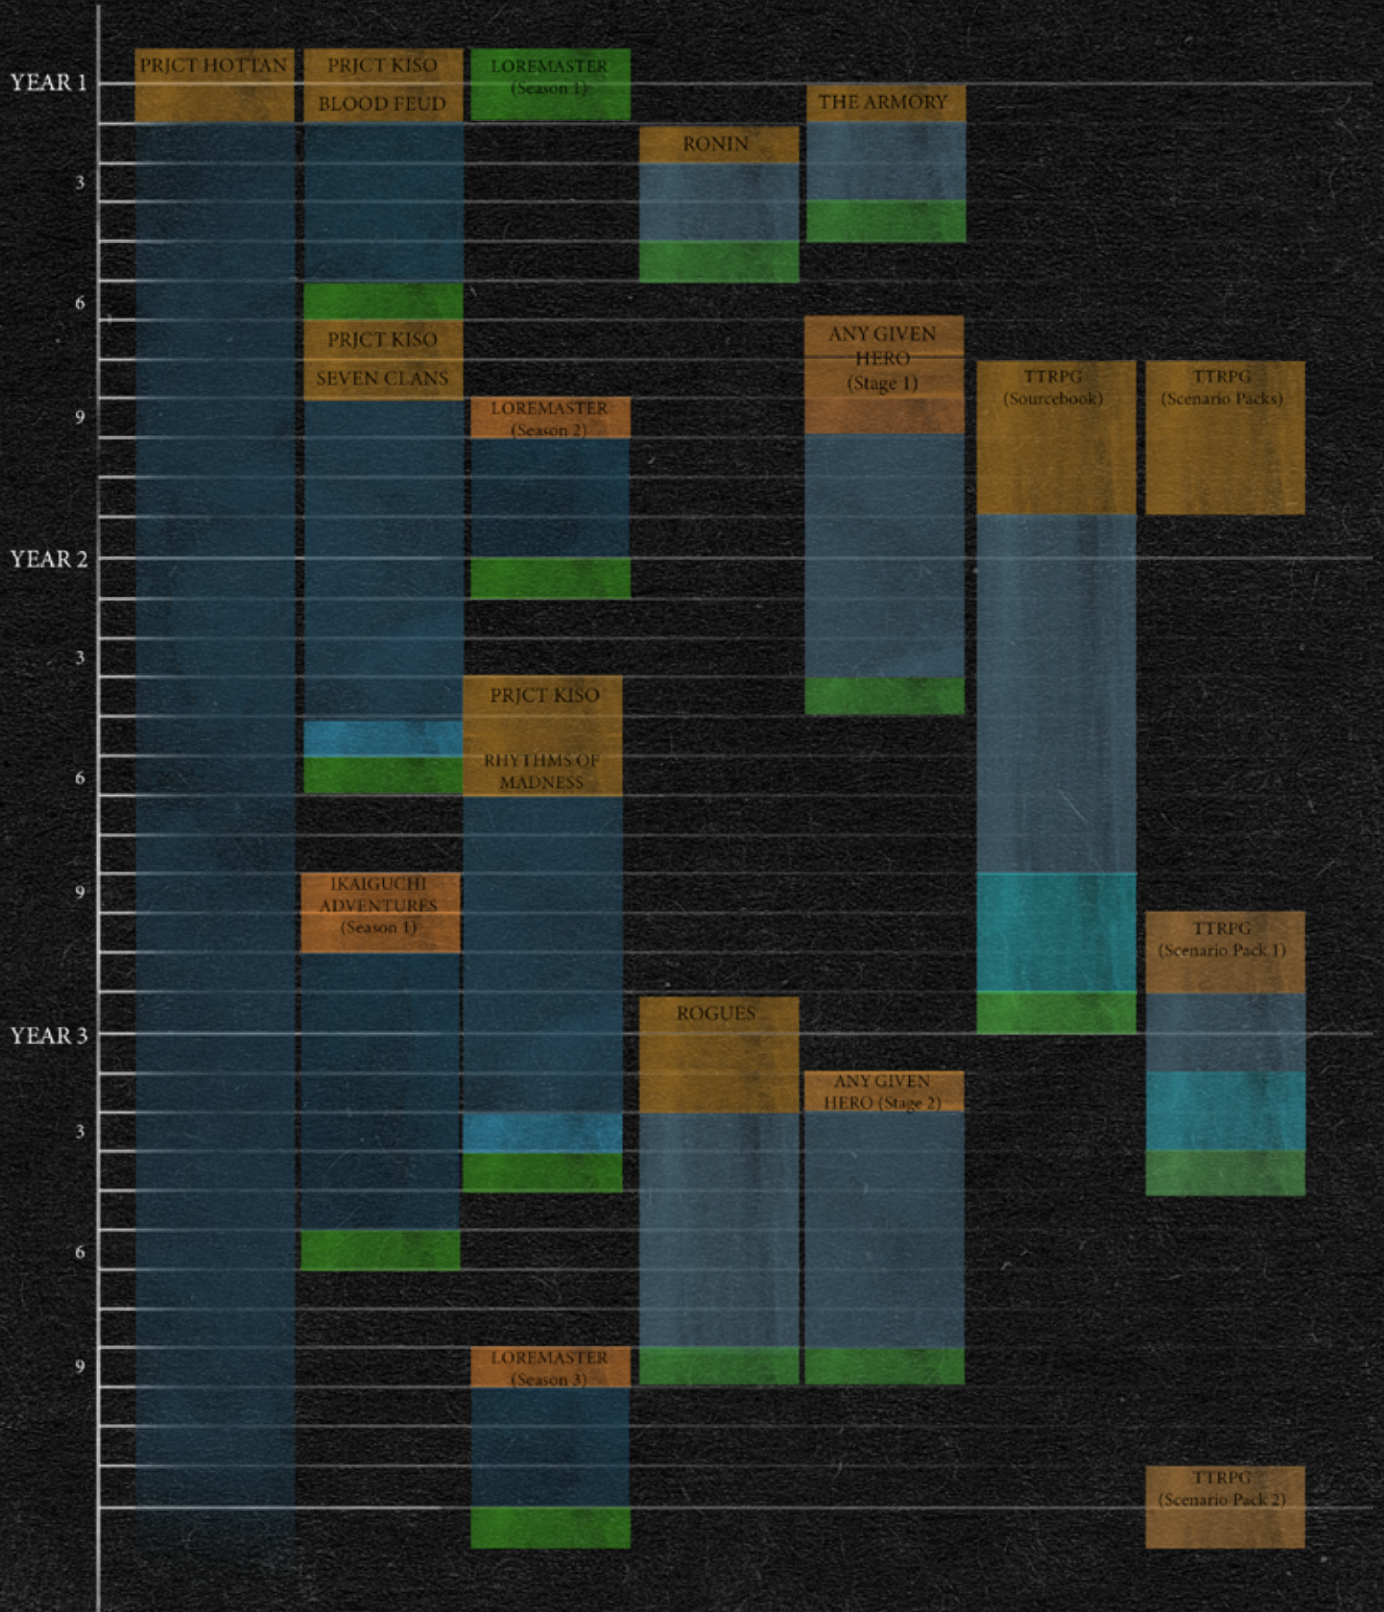 PRJCT HOTTAN
PRJCT KISO
BLOOD FEUD
LOREMASTER
(Season 1)
YEAR 1
THE ARMORY
RONIN
3
6
PRJCT KISO
SEVEN CLANS
ANY GIVEN
HERO
(Stage 1)
TTRPG
(Sourcebook)
TTRPG
(Scenario Packs)
9
LOREMASTER
(Season 2)
YEAR 2
3
PRJCT KISO
RHYTHMS OF
MADNESS
6
9
IKAIGUCHI
ADVENTURES
(Season 1)
TTRPG
(Scenario Pack 1)
ROGUES
YEAR 3
ANY GIVEN
HERO (Stage 2)
3
6
9
LOREMASTER
(Season 3)
TTRPG
(Scenario Pack 2)